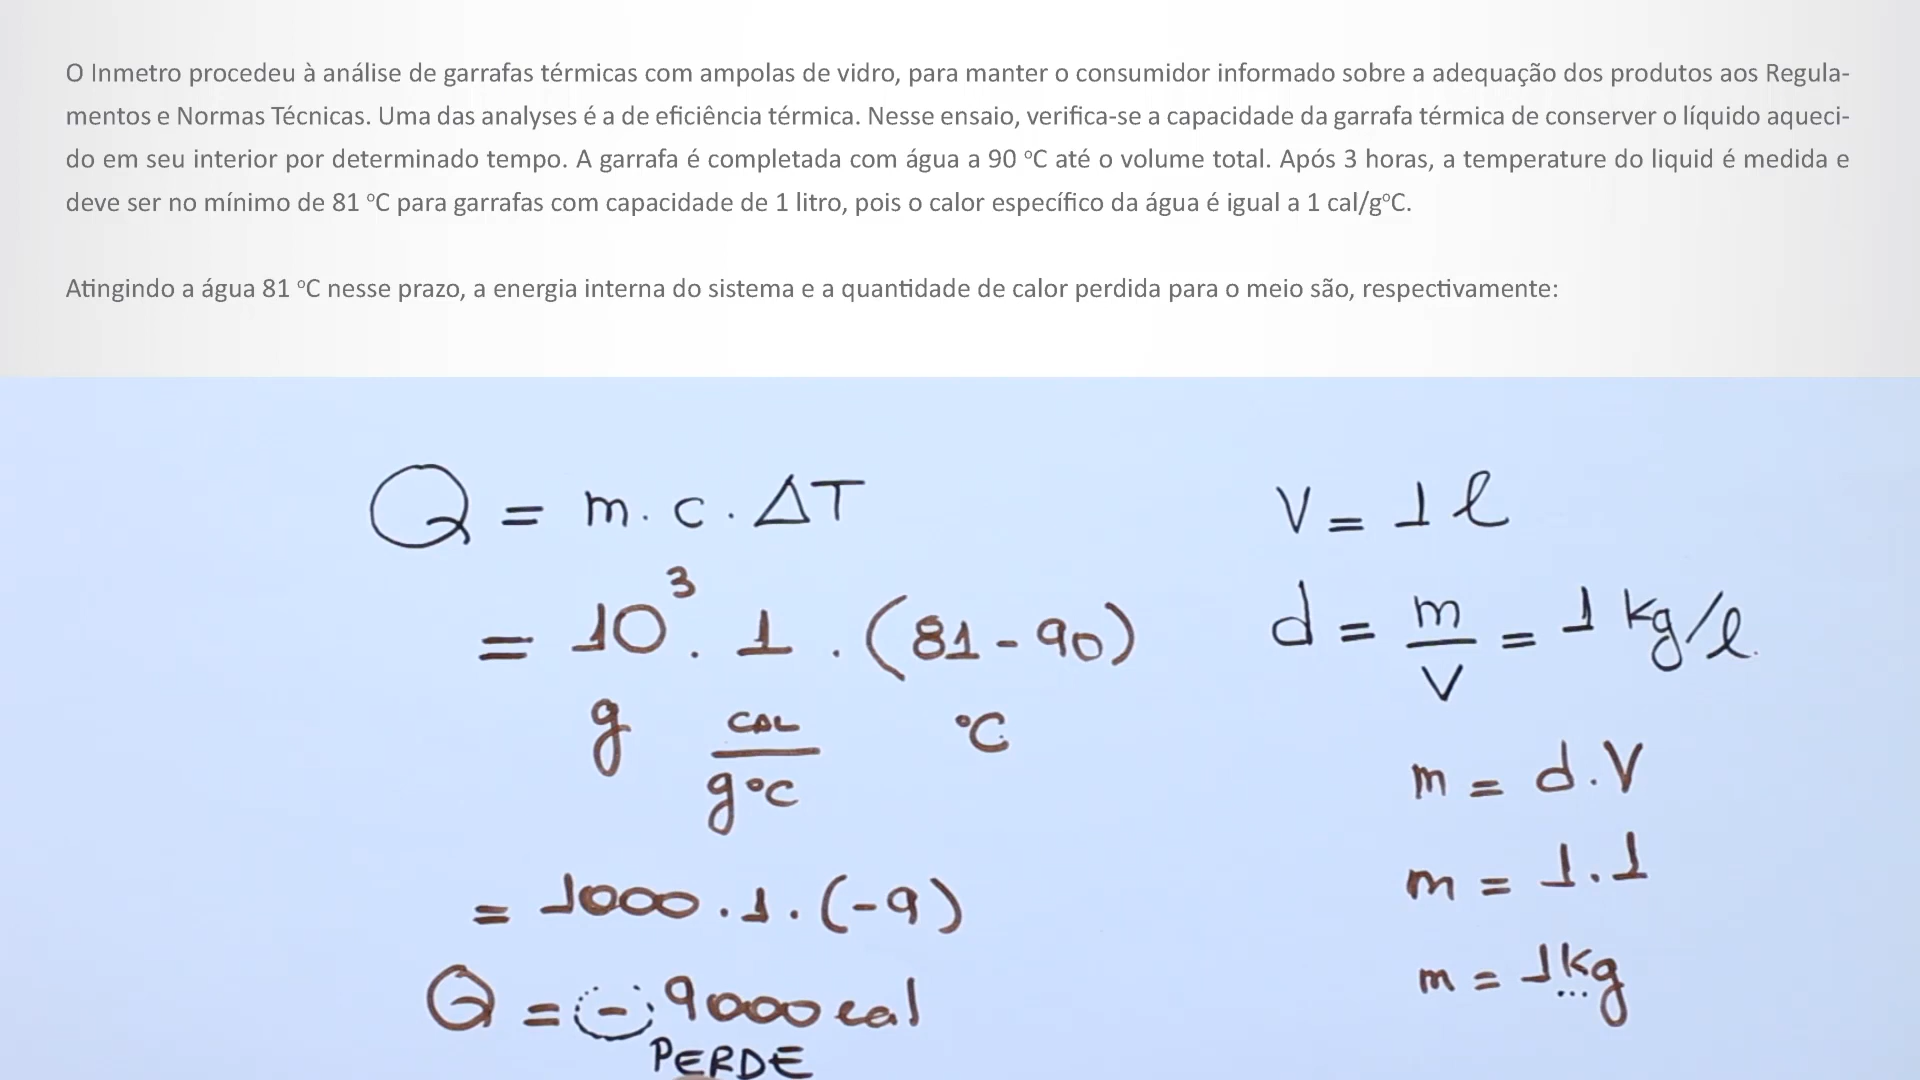 O Inmetro procedeu à análise de garrafas térmicas com ampolas de vidro, para manter o consumidor informado sobre a adequação dos produtos aos Regula-
mentos e Normas Técnicas. Uma das analyses é a de eficiência térmica. Nesse ensaio, verifica-se a capacidade da garrafa térmica de conserver o líquido aqueci-
do em seu interior por determinado tempo. A garrafa é completada com água a 90 °C até o volume total. Após 3 horas, a temperature do liquid é medida e
deve ser no mínimo de 81 °C para garrafas com capacidade de 1 litro, pois o calor específico da água é igual a 1 cal/g°C.
Atingindo a água 81 °C nesse prazo, a energia interna do sistema e a quantidade de calor perdida para o meio são, respectivamente:
Q = m . c . ΔT
= 10³ . 1 . (81 - 90)
g cal/g°C °C
= 1000 . 1 . (-9)
Q = - 9000 cal
PERDE
V = 1 l
d = m/V = 1 kg/l.
m = d . V
m = 1 . 1
m = 1 kg